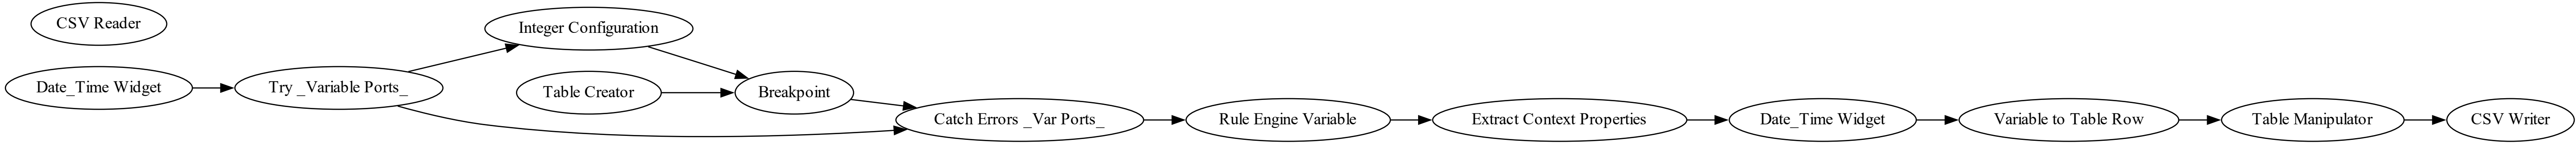 CSV Reader
Date_Time Widget
Try _Variable Ports_
Integer Configuration
Table Creator
Breakpoint
Catch Errors _Var Ports_
Rule Engine Variable
Extract Context Properties
Date_Time Widget
Variable to Table Row
Table Manipulator
CSV Writer